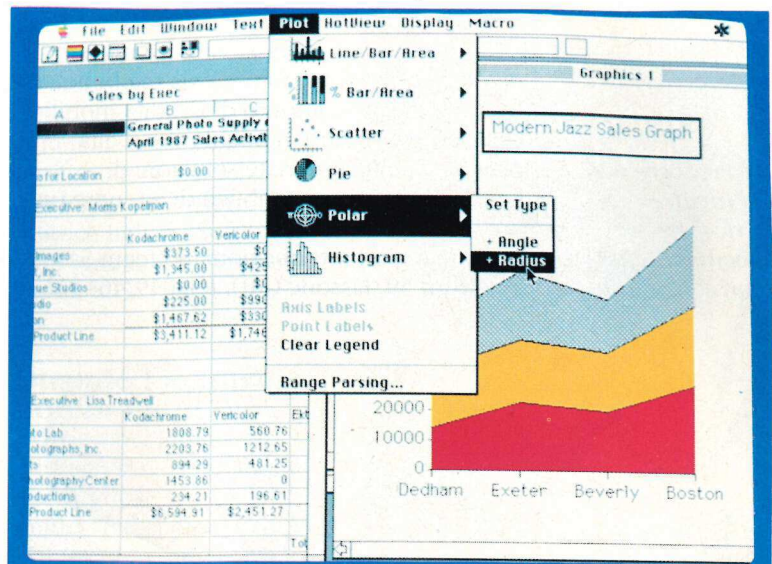 File Edit Window Text Plot HotView Display Macro
Sales by Exec
A B C
General Photo Supply
April 1987 Sales Activit
s for Location $0.00
Executive: Morris Kopelman
Kodachrome Vericolor
Images $373.50 $0
t, Inc. $1,345.00 $425
ue Studios $0.00 $0
dio $225.00 $990
an $1,467.62 $330
Product Line $3,411.12 $1,746
Executive: Lisa Treadwell
Kodachrome Vericolor Ekt
to Lab 1808.79 560.76
otographs, Inc. 2203.76 1212.65
ts 894.29 481.25
hotography Center 1453.86 0
oductions 234.21 196.61
Product Line $6,594.91 $2,451.27
Tot
Line/Bar/Area
% Bar/Area
Scatter
Pie
Polar
Histogram
Axis Labels
Point Labels
Clear Legend
Range Parsing...
Set Type
+ Angle
+ Radius
Graphics 1
Modern Jazz Sales Graph
20000
10000
0
Dedham Exeter Beverly Boston